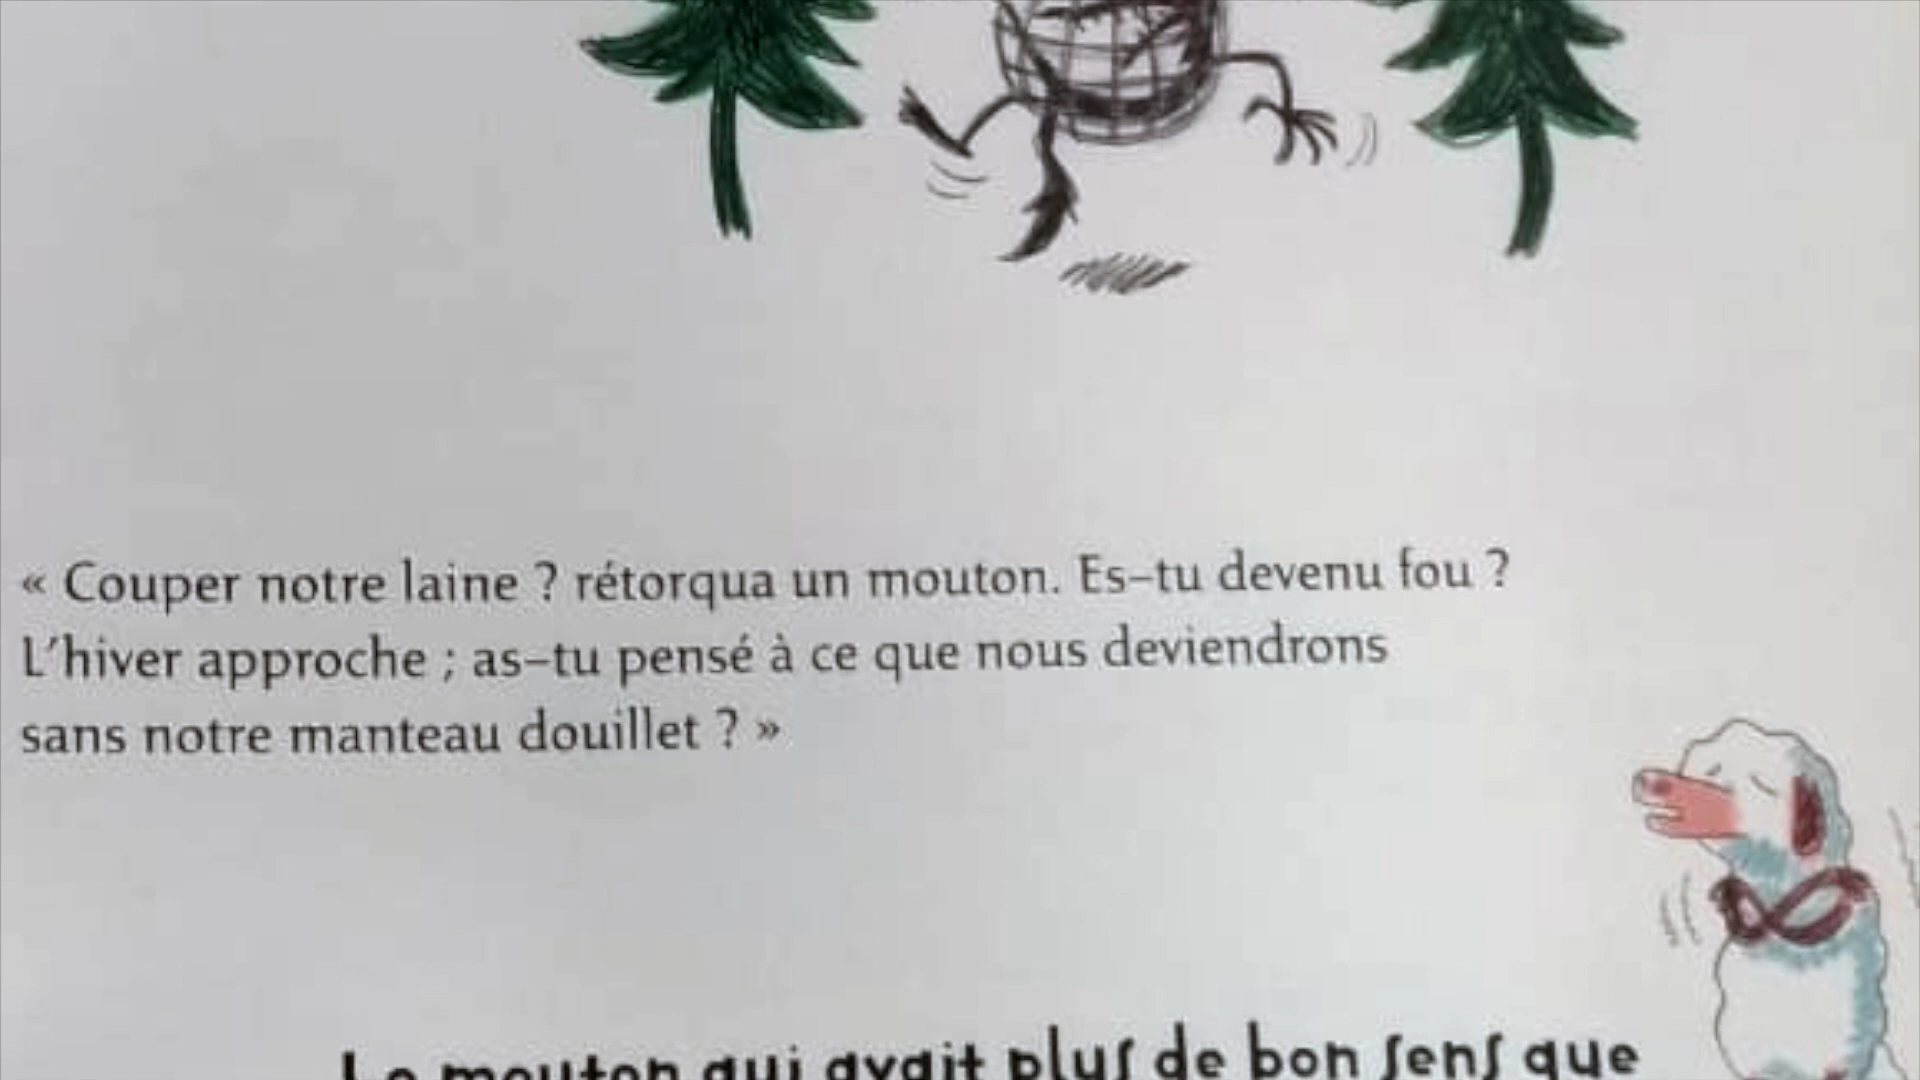 « Couper notre laine ? rétorqua un mouton. Es-tu devenu fou ?
L'hiver approche ; as-tu pensé à ce que nous deviendrons
sans notre manteau douillet ? »
Le mouton qui avait plus de bon sens que